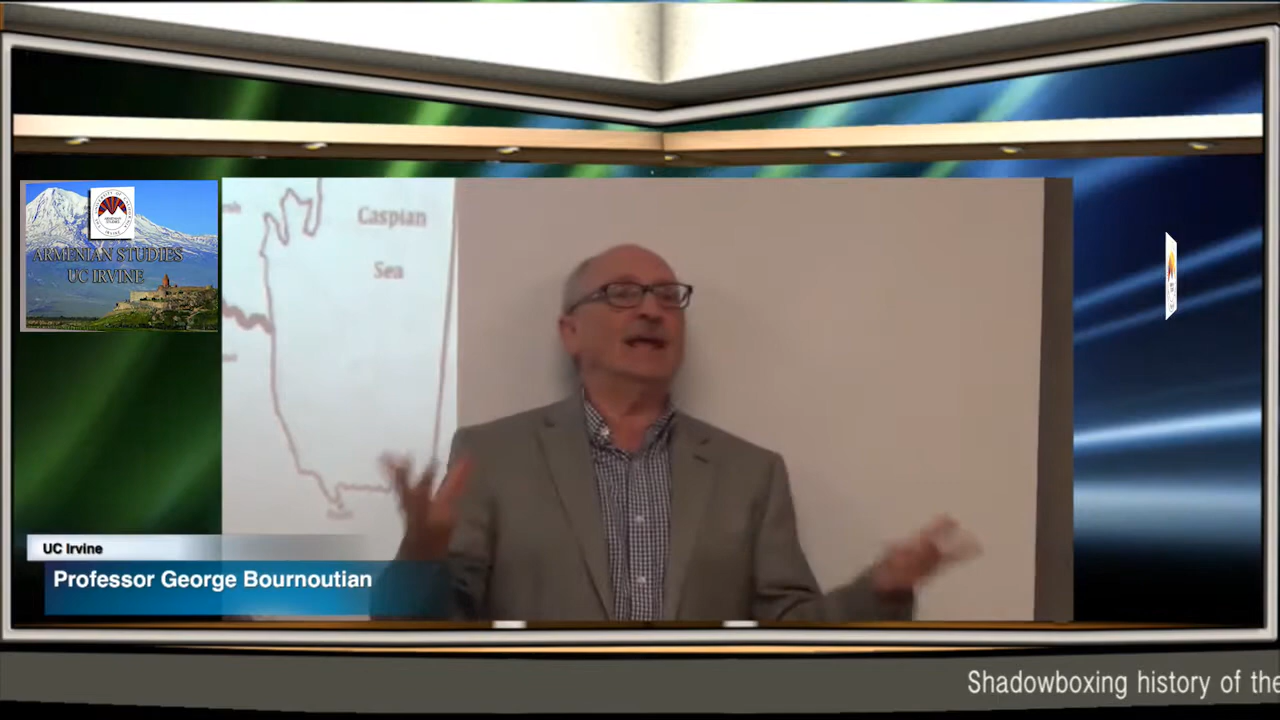 ARMENIAN STUDIES
UC IRVINE
Caspian
Sea
UC Irvine
Professor George Bournoutian
Shadowboxing history of the